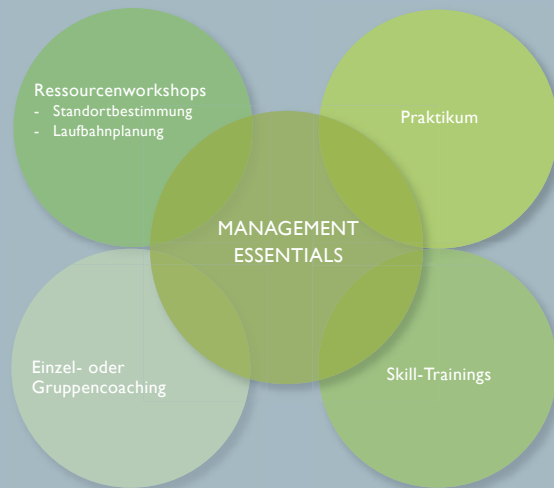 Ressourcenworkshops
- Standortbestimmung
- Laufbahnplanung
Praktikum
MANAGEMENT
ESSENTIALS
Einzel- oder
Gruppencoaching
Skill-Trainings